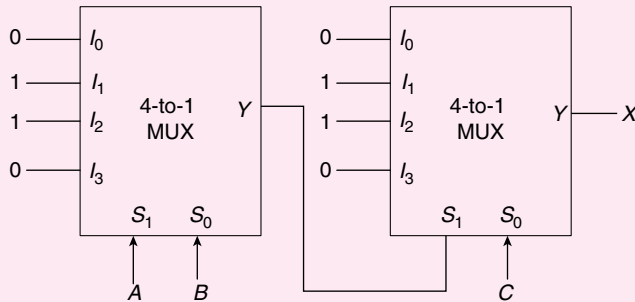 0 I₀ 0 I₀
1 I₁ 1 I₁
4-to-1 Y 4-to-1 Y X
1 I₂ MUX 1 I₂ MUX
0 I₃ 0 I₃
S₁ S₀ S₁ S₀
A B C